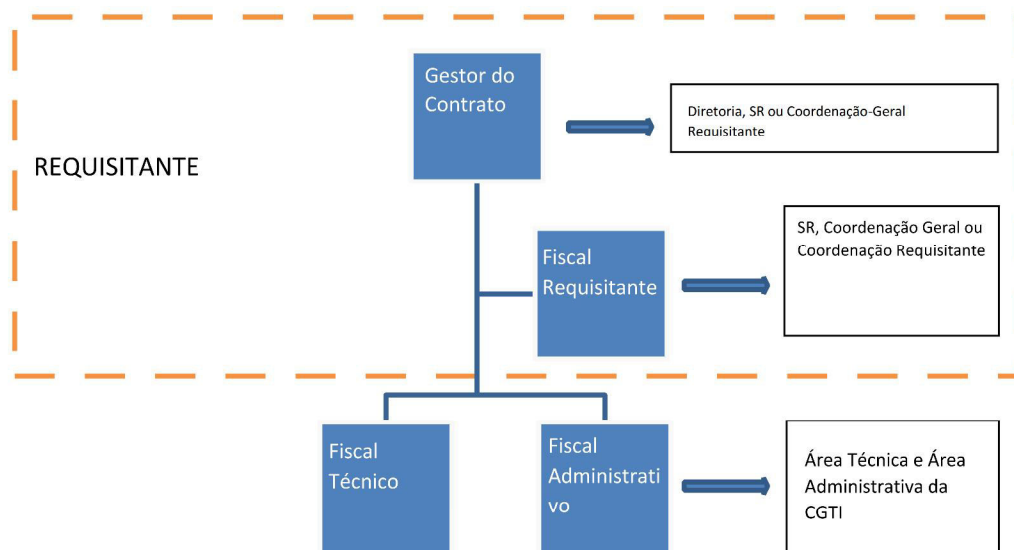 Gestor do
Contrato
Diretoria, SR ou Coordenação-Geral
Requisitante
REQUISITANTE
Fiscal
Requisitante
SR, Coordenação Geral ou
Coordenação Requisitante
Fiscal
Técnico
Fiscal
Administrati
vo
Área Técnica e Área
Administrativa da
CGTI